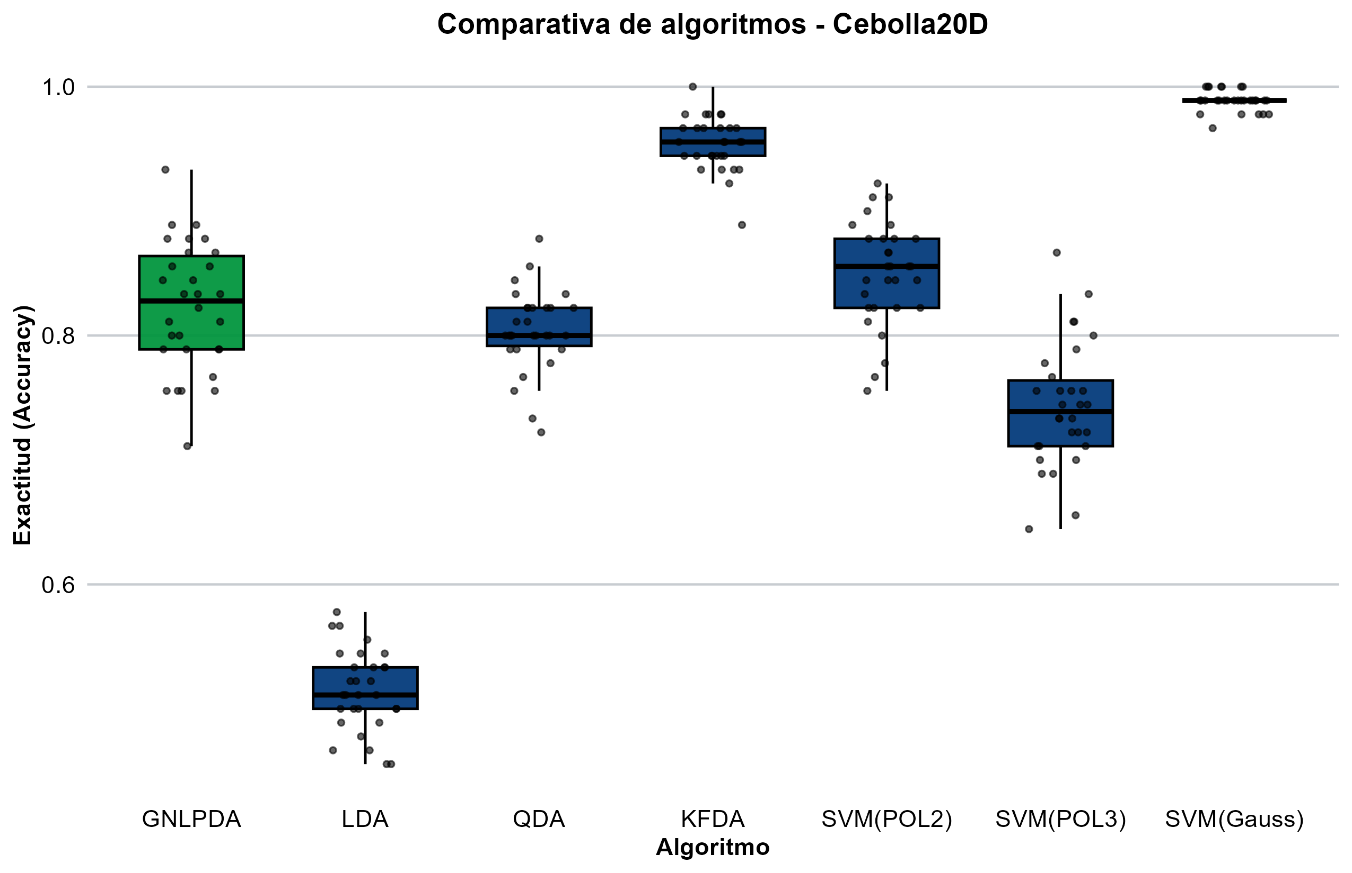 Comparativa de algoritmos - Cebolla20D
Exactitud (Accuracy)
1.0
0.8
0.6
GNLPDA LDA QDA KFDA SVM(POL2) SVM(POL3) SVM(Gauss)
Algoritmo